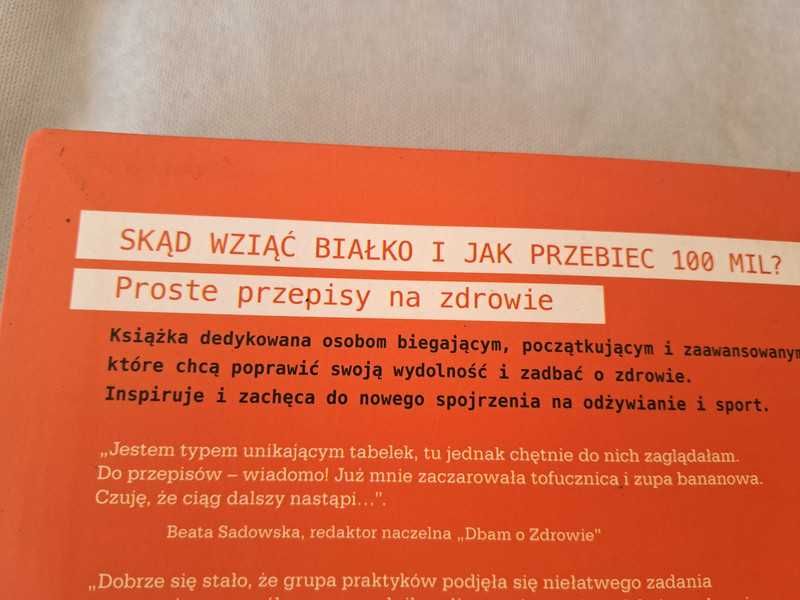 SKĄD WZIĄĆ BIAŁKO I JAK PRZEBIEC 100 MIL?
Proste przepisy na zdrowie
Książka dedykowana osobom biegającym, początkującym i zaawansowanym
które chcą poprawić swoją wydolność i zadbać o zdrowie.
Inspiruje i zachęca do nowego spojrzenia na odżywianie i sport.
„Jestem typem unikającym tabelek, tu jednak chętnie do nich zaglądałam.
Do przepisów – wiadomo! Już mnie zaczarowała tofucznica i zupa bananowa.
Czuję, że ciąg dalszy nastąpi...”.
Beata Sadowska, redaktor naczelna „Dbam o Zdrowie”
„Dobrze się stało, że grupa praktyków podjęła się niełatwego zadania